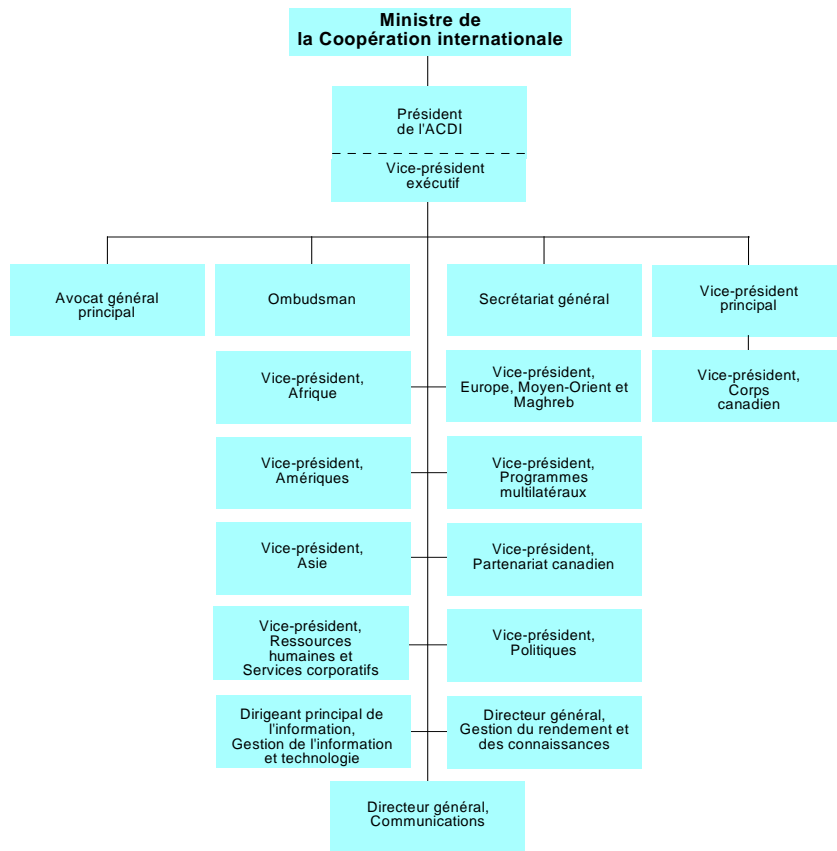 Ministre de
la Coopération internationale
Président
de l'ACDI
Vice-président
exécutif
Avocat général
principal
Ombudsman
Secrétariat général
Vice-président
principal
Vice-président,
Afrique
Vice-président,
Europe, Moyen-Orient et
Maghreb
Vice-président,
Corps
canadien
Vice-président,
Amériques
Vice-président,
Programmes
multilatéraux
Vice-président,
Asie
Vice-président,
Partenariat canadien
Vice-président,
Ressources
humaines et
Services corporatifs
Vice-président,
Politiques
Dirigeant principal de
l'information,
Gestion de l'information
et technologie
Directeur général,
Gestion du rendement et
des connaissances
Directeur général,
Communications